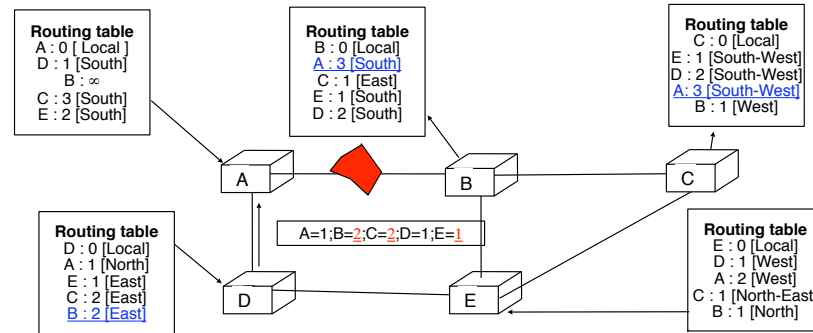 Routing table
A : 0 [ Local ]
D : 1 [South]
B : ∞
C : 3 [South]
E : 2 [South]
Routing table
B : 0 [Local]
A : 3 [South]
C : 1 [East]
E : 1 [South]
D : 2 [South]
Routing table
C : 0 [Local]
E : 1 [South-West]
D : 2 [South-West]
A: 3 [South-West]
B : 1 [West]
A
B
C
A=1;B=2;C=2;D=1;E=1
Routing table
D : 0 [Local]
A : 1 [North]
E : 1 [East]
C : 2 [East]
B : 2 [East]
D
E
Routing table
E : 0 [Local]
D : 1 [West]
A : 2 [West]
C : 1 [North-East]
B : 1 [North]